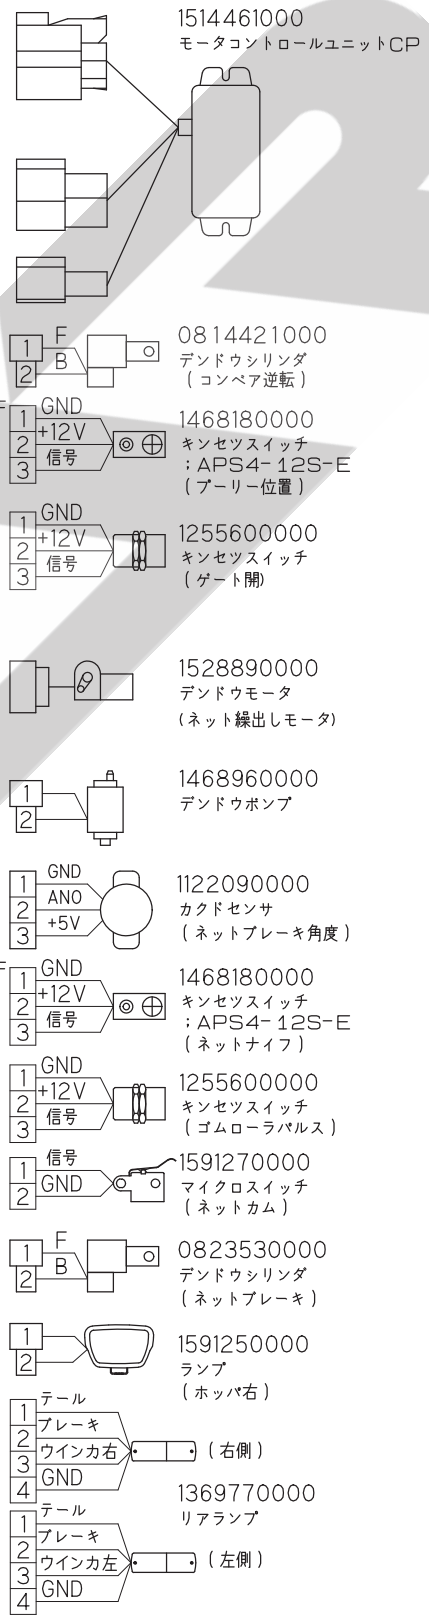 1514461000
モータコントロールユニットCP
1 F
2 B
0814421000
デンドウシリンダ
(コンベア逆転)
1 GND
2 +12V
3 信号
1468180000
キンセツスイッチ
;APS4-12S-E
(プーリー位置)
1 GND
2 +12V
3 信号
1255600000
キンセツスイッチ
(ゲート開)
1528890000
デンドウモータ
(ネット繰出しモータ)
1
2
1468960000
デンドウポンプ
1 GND
2 ANO
3 +5V
1122090000
カクドセンサ
(ネットブレーキ角度)
1 GND
2 +12V
3 信号
1468180000
キンセツスイッチ
;APS4-12S-E
(ネットナイフ)
1 GND
2 +12V
3 信号
1255600000
キンセツスイッチ
(ゴムローラパルス)
1 信号
2 GND
1591270000
マイクロスイッチ
(ネットカム)
1 F
2 B
0823530000
デンドウシリンダ
(ネットブレーキ)
1
2
1591250000
ランプ
(ホッパ右)
1 テール
2 ブレーキ
3 ウインカ右
4 GND
(右側)
1369770000
リアランプ
1 テール
2 ブレーキ
3 ウインカ左
4 GND
(左側)